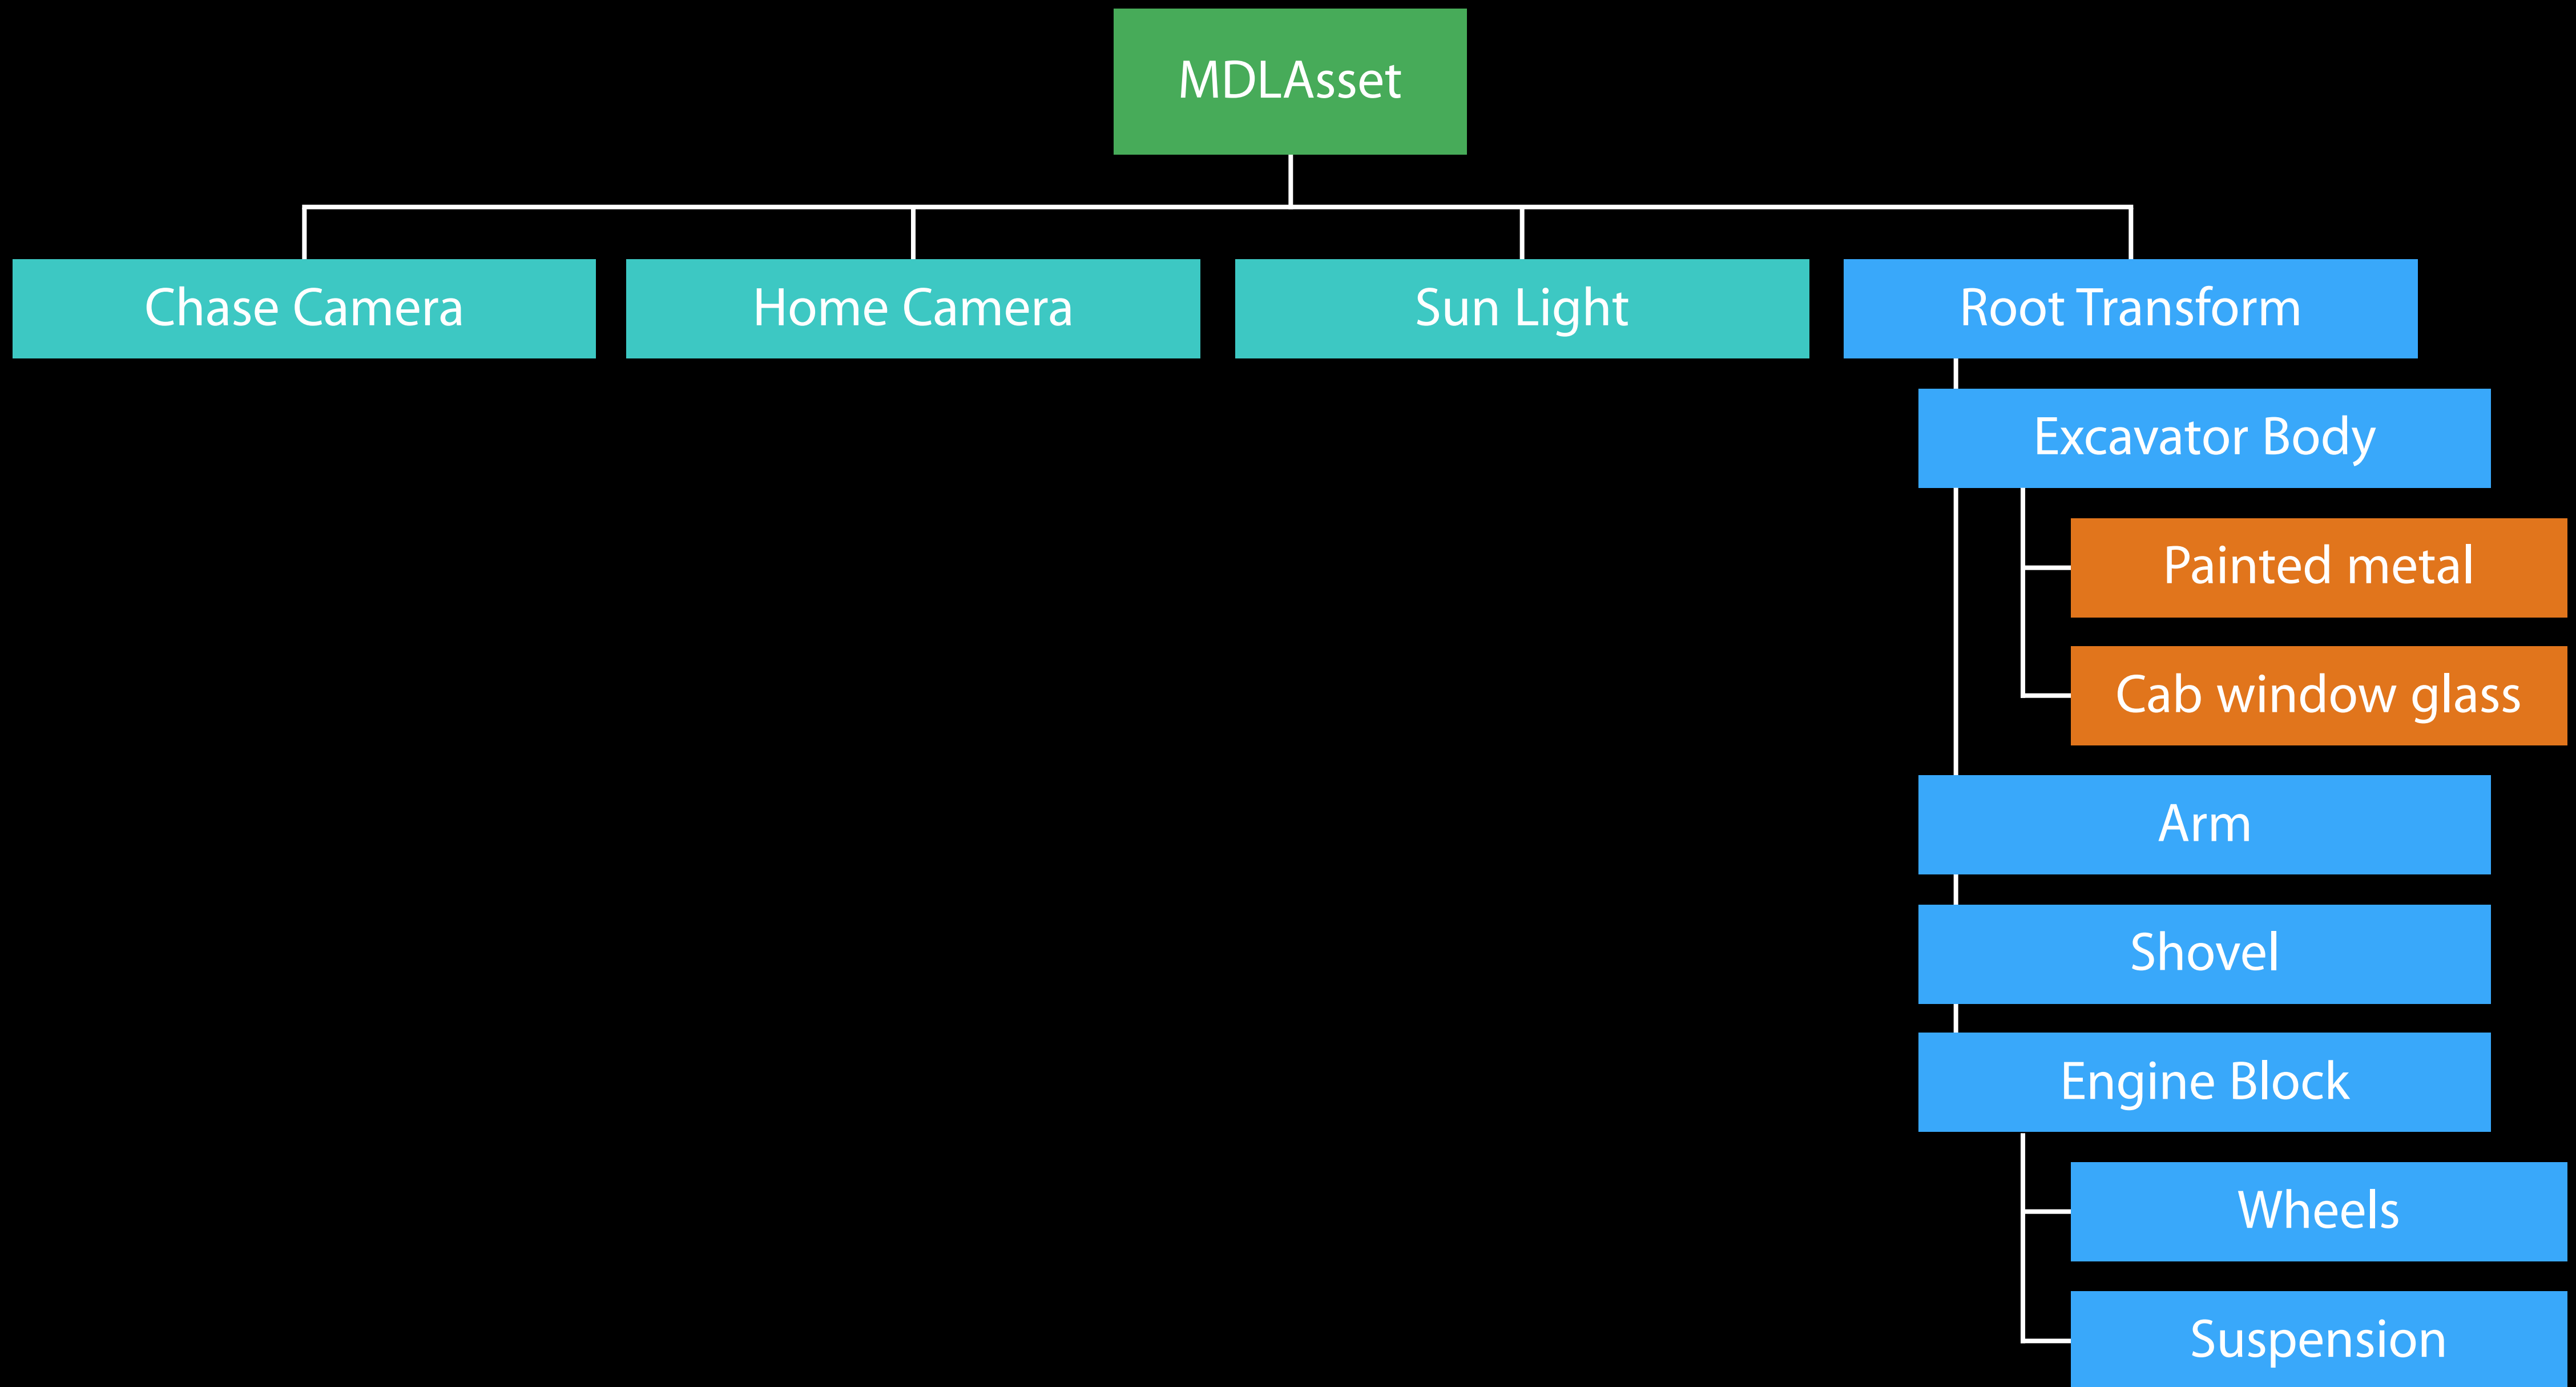 MDLAsset
Chase Camera
Home Camera
Sun Light
Root Transform
Excavator Body
Painted metal
Cab window glass
Arm
Shovel
Engine Block
Wheels
Suspension